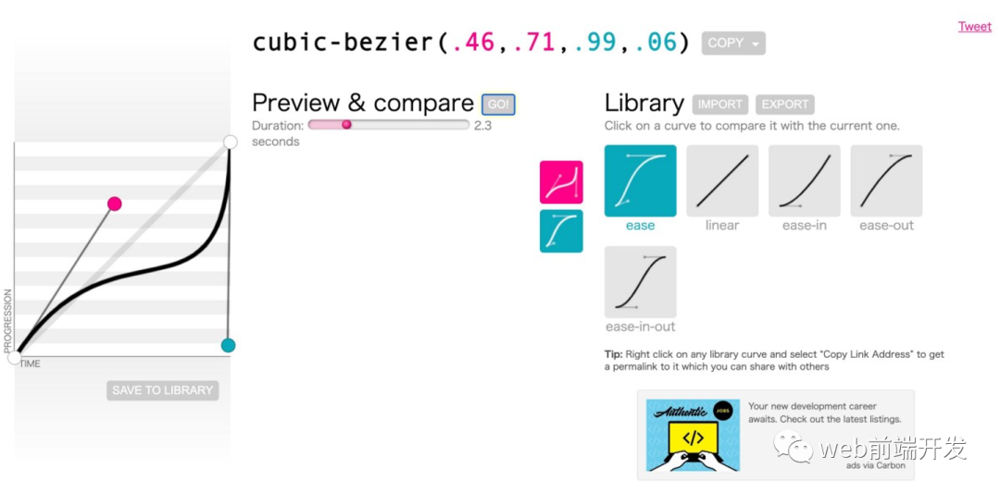 Tweet
cubic-bezier(.46,.71,.99,.06)
COPY
Preview & compare
GO!
Duration:
2.3
seconds
Library
IMPORT
EXPORT
Click on a curve to compare it with the current one.
ease
linear
ease-in
ease-out
ease-in-out
PROGRESSION
TIME
SAVE TO LIBRARY
Tip: Right click on any library curve and select "Copy Link Address" to get
a permalink to it which you can share with others
Authentic
JOBS
</>
Your new development career
awaits. Check out the latest listings.
ads via Carbon
web前端开发